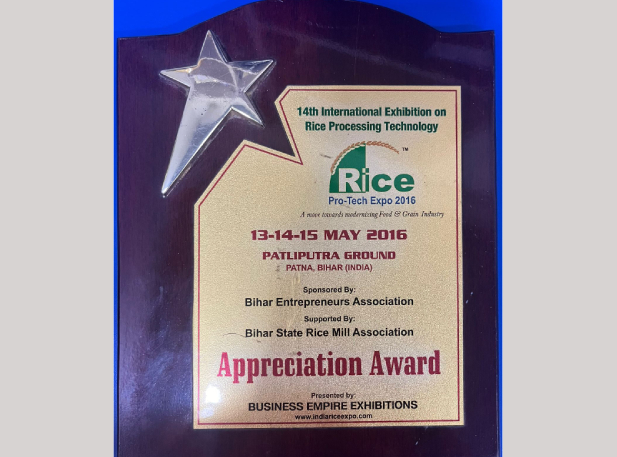 14th International Exhibition on
Rice Processing Technology
Rice ™
Pro-Tech Expo 2016
A move towards modernising Food & Grain Industry
13-14-15 MAY 2016
PATLIPUTRA GROUND
PATNA, BIHAR (INDIA)
Sponsored By:
Bihar Entrepreneurs Association
Supported By:
Bihar State Rice Mill Association
Appreciation Award
Presented by:
BUSINESS EMPIRE EXHIBITIONS
www.indiariceexpo.com